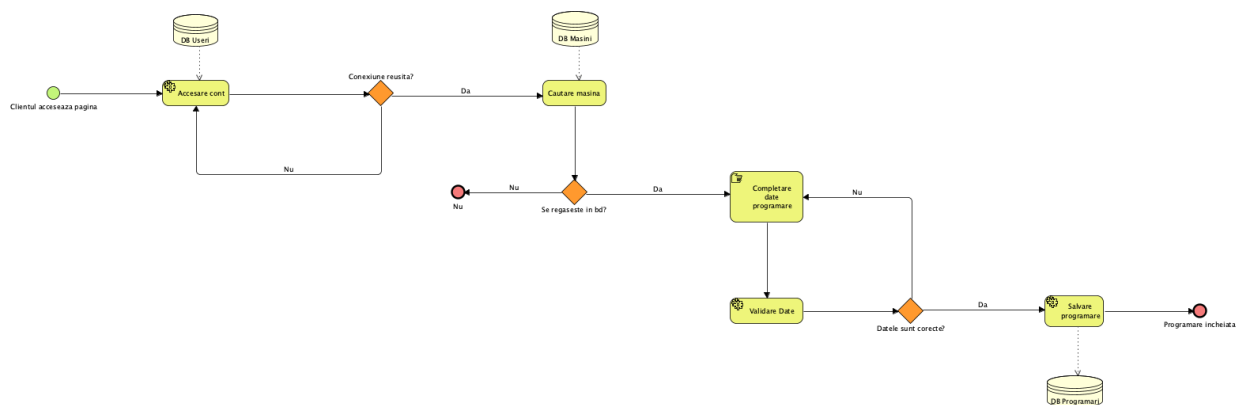 DB Useri
DB Masini
Conexiune reusita?
Accesare cont
Da
Cautare masina
Clientul acceseaza pagina
Nu
Nu
Da
Nu
Se regaseste in bd?
Completare
date
programare
Nu
Validare Date
Datele sunt corecte?
Da
Salvare
programare
Programare incheiata
DB Programari